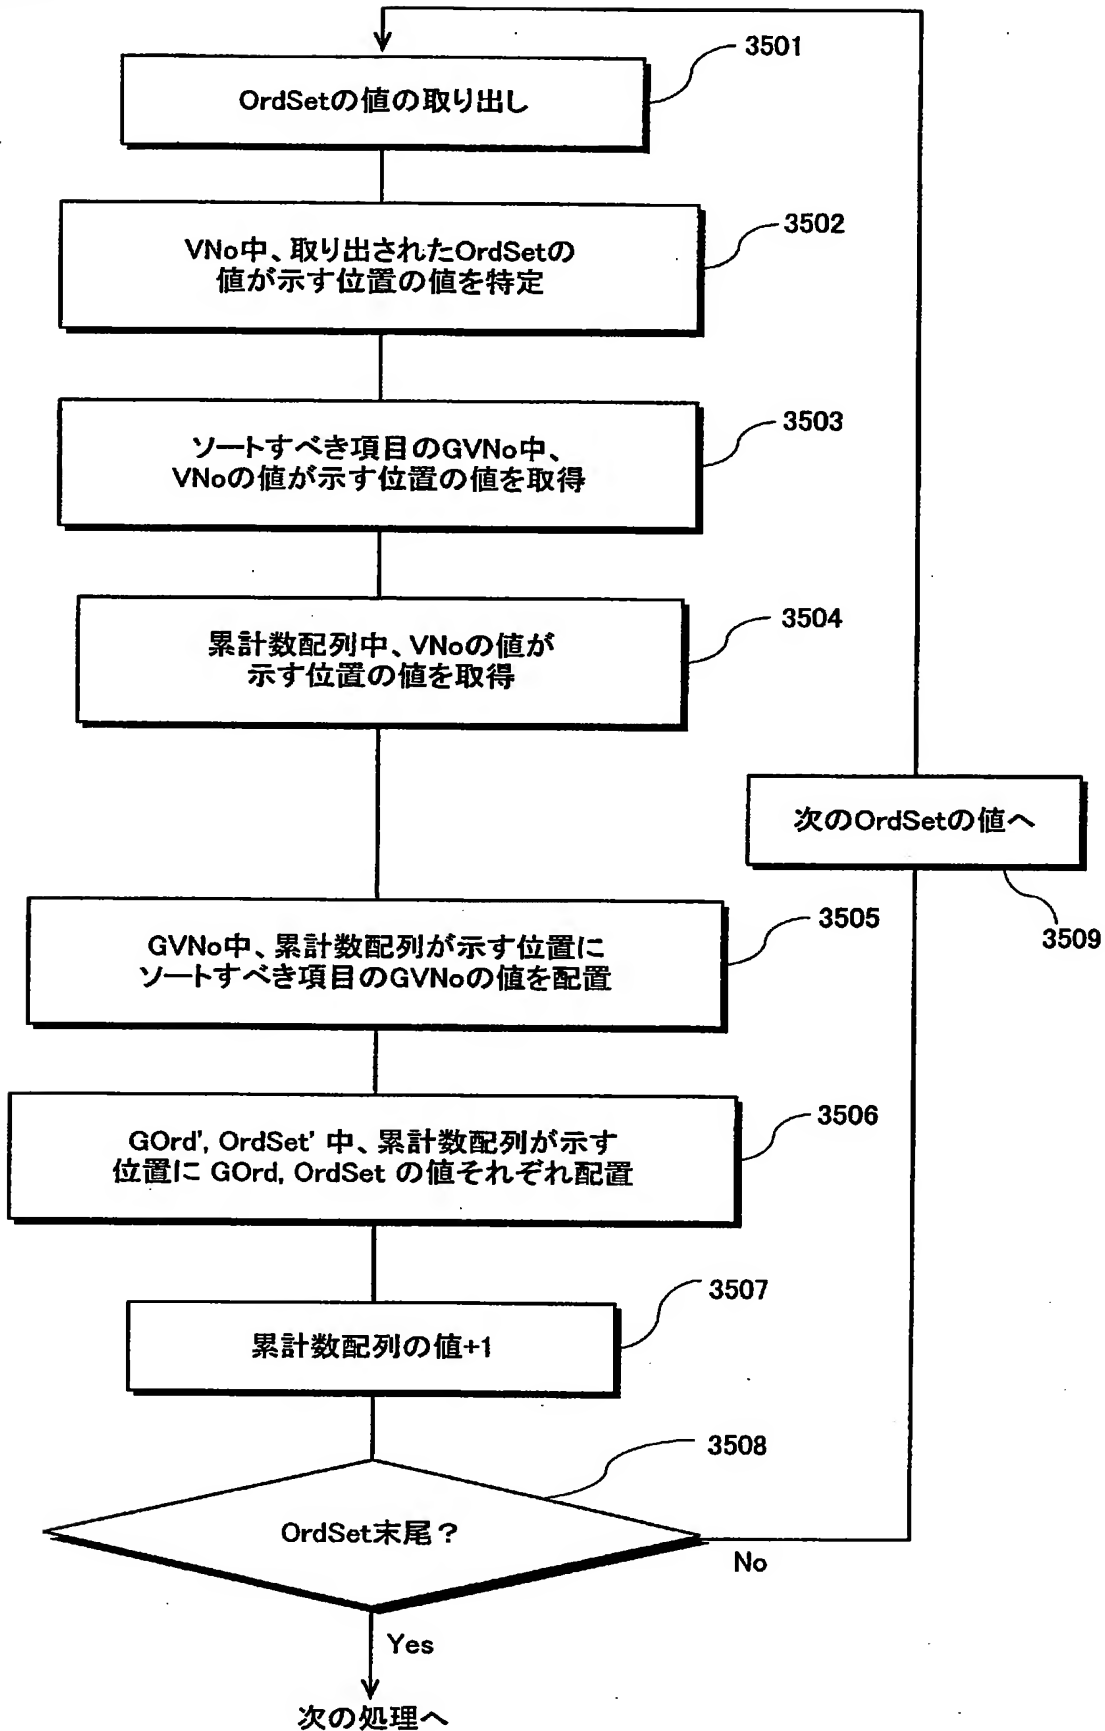 3501
OrdSetの値の取り出し
3502
VNo中、取り出されたOrdSetの
値が示す位置の値を特定
3503
ソートすべき項目のGVNo中、
VNoの値が示す位置の値を取得
3504
累計数配列中、VNoの値が
示す位置の値を取得
次のOrdSetの値へ
3509
3505
GVNo中、累計数配列が示す位置に
ソートすべき項目のGVNoの値を配置
3506
GOrd', OrdSet' 中、累計数配列が示す
位置に GOrd, OrdSet の値それぞれ配置
3507
累計数配列の値+1
3508
OrdSet末尾？
No
Yes
次の処理へ